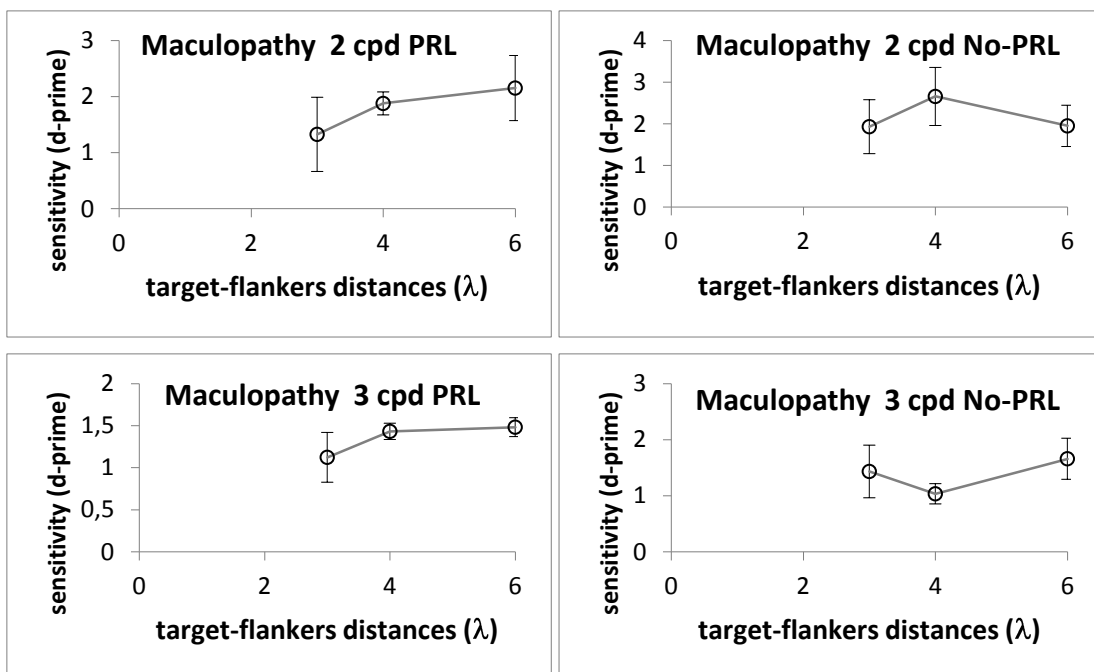 Maculopathy 2 cpd PRL
sensitivity (d-prime)
3
2
1
0
0 2 4 6
target-flankers distances (λ)
Maculopathy 2 cpd No-PRL
sensitivity (d-prime)
4
3
2
1
0
0 2 4 6
target-flankers distances (λ)
Maculopathy 3 cpd PRL
sensitivity (d-prime)
2
1,5
1
0,5
0
0 2 4 6
target-flankers distances (λ)
Maculopathy 3 cpd No-PRL
sensitivity (d-prime)
3
2
1
0
0 2 4 6
target-flankers distances (λ)